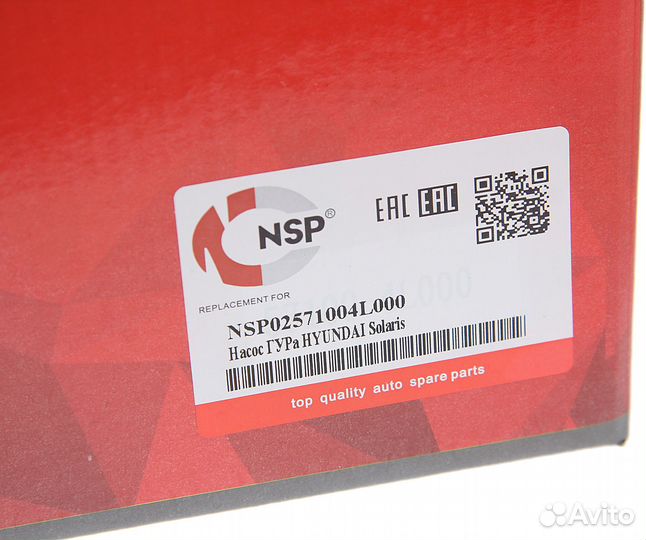 NSP®
EAC EAC
REPLACEMENT FOR
NSP02571004L000
Насос ГУРа HYUNDAI Solaris
top quality auto spare parts
Avito